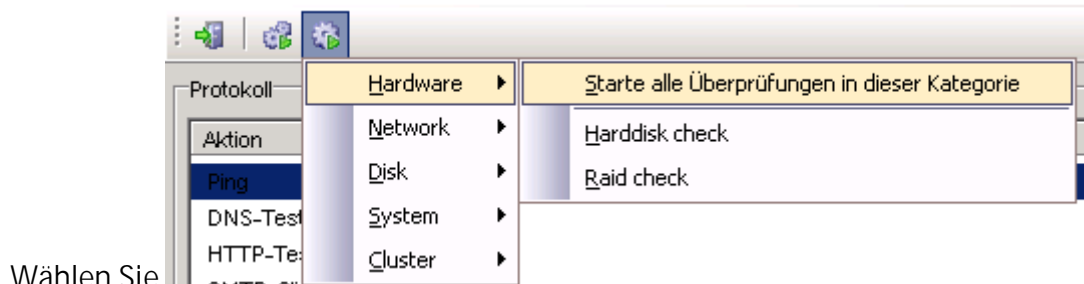 Protokoll
Hardware
Starte alle Überprüfungen in dieser Kategorie
Aktion
Network
Harddisk check
Ping
Disk
Raid check
DNS-Test
System
HTTP-Te
Cluster
Wählen Sie